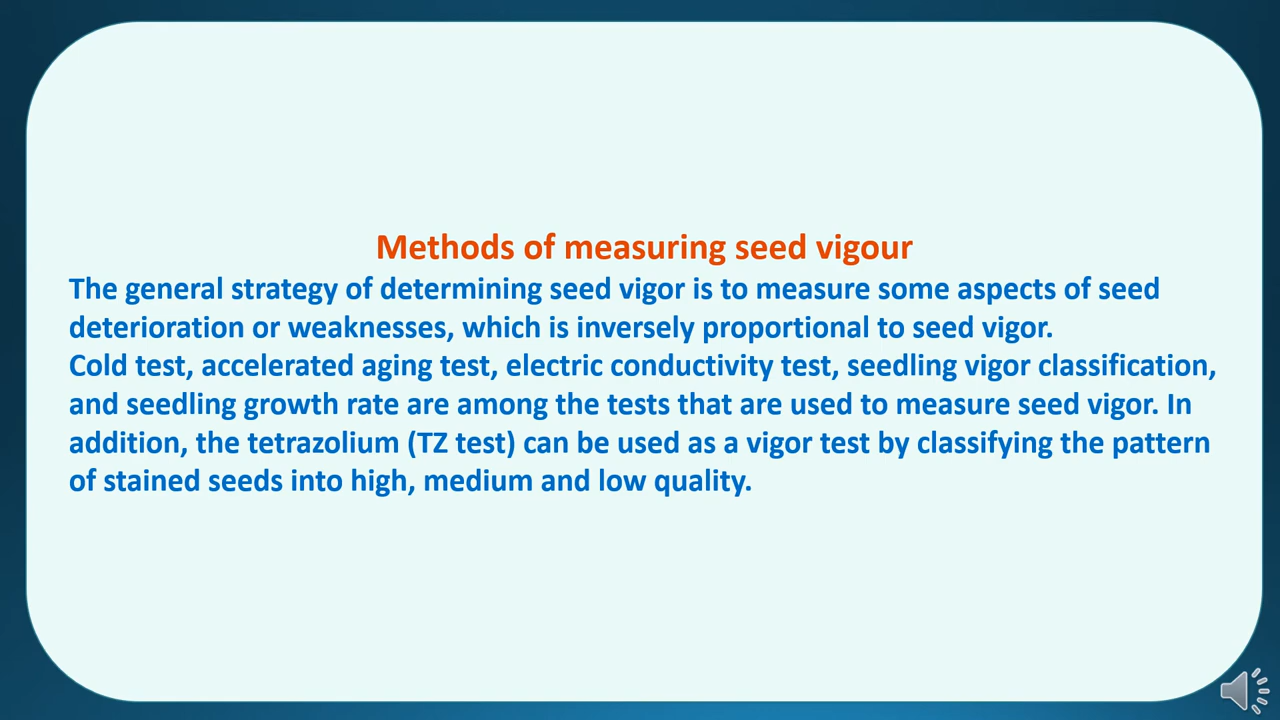 Methods of measuring seed vigour
The general strategy of determining seed vigor is to measure some aspects of seed
deterioration or weaknesses, which is inversely proportional to seed vigor.
Cold test, accelerated aging test, electric conductivity test, seedling vigor classification,
and seedling growth rate are among the tests that are used to measure seed vigor. In
addition, the tetrazolium (TZ test) can be used as a vigor test by classifying the pattern
of stained seeds into high, medium and low quality.